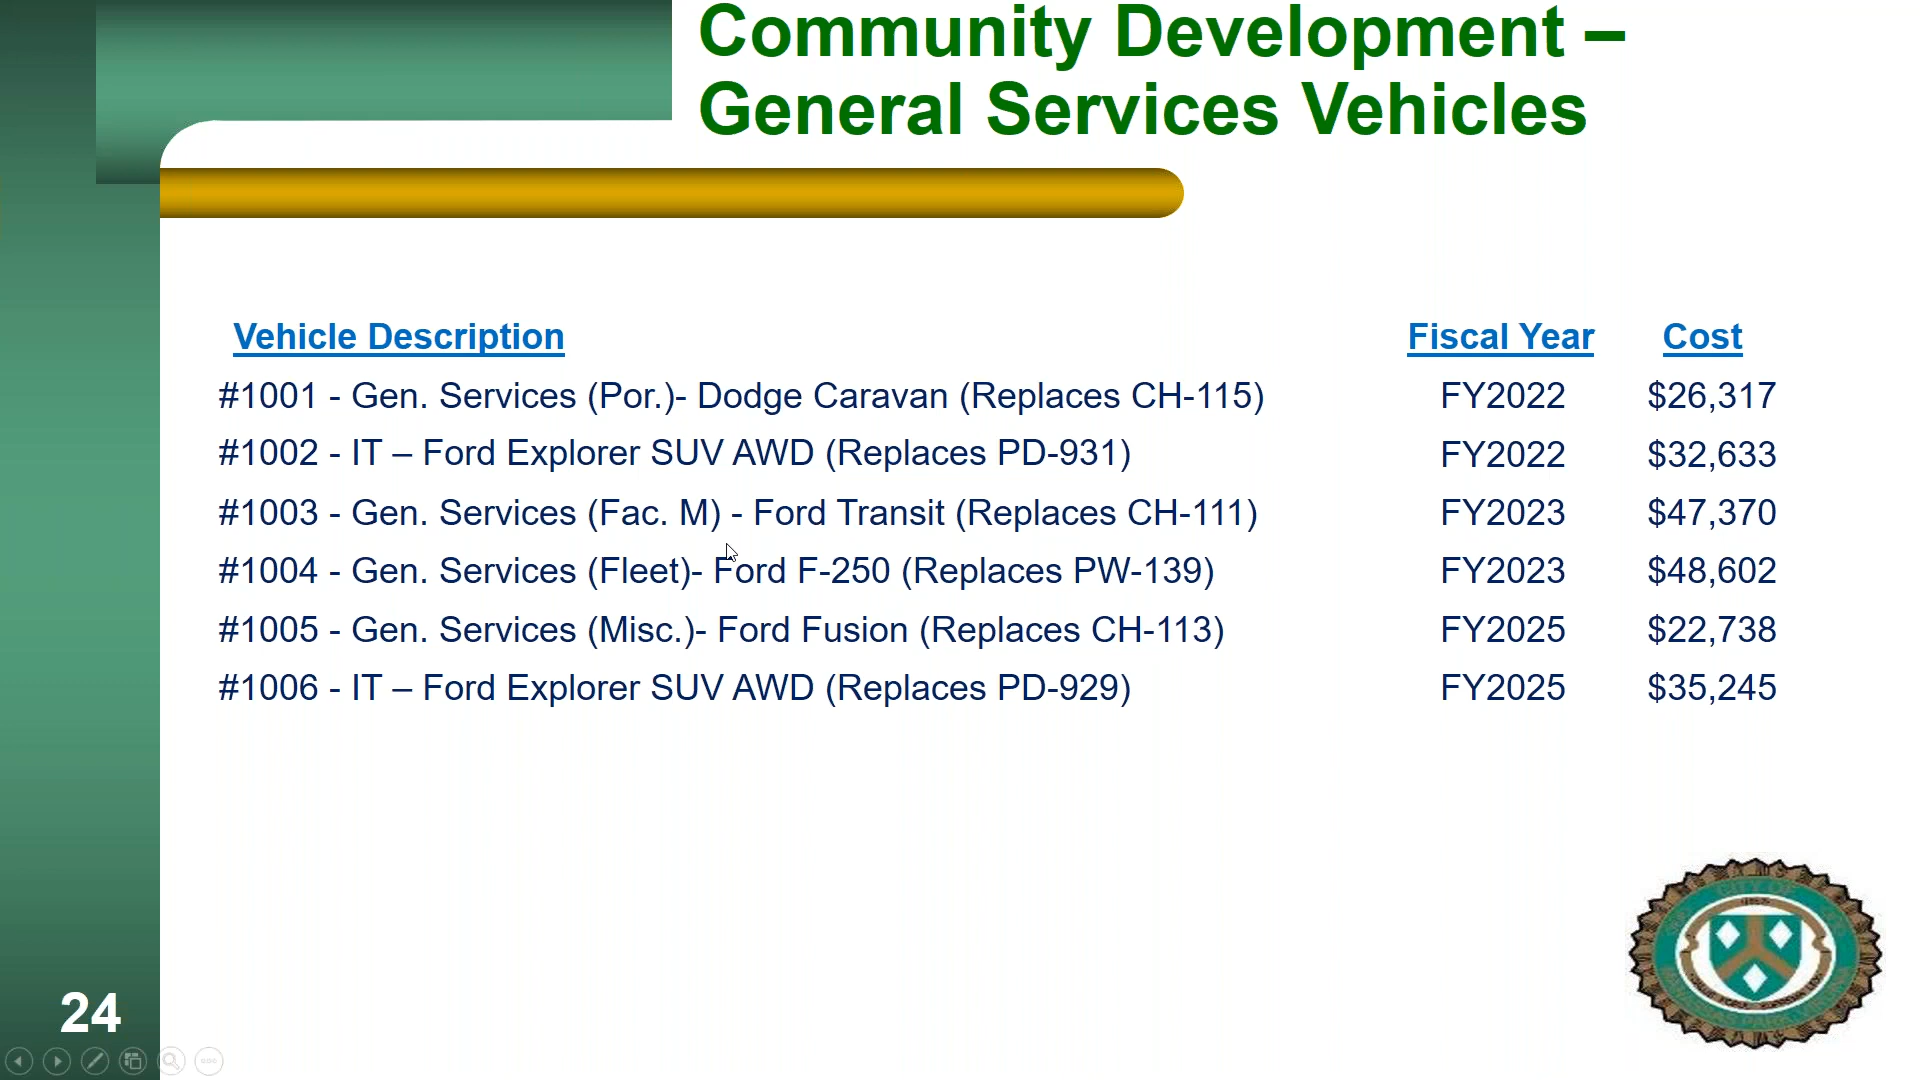 Community Development –
General Services Vehicles
Vehicle Description Fiscal Year Cost
#1001 - Gen. Services (Por.)- Dodge Caravan (Replaces CH-115) FY2022 $26,317
#1002 - IT – Ford Explorer SUV AWD (Replaces PD-931) FY2022 $32,633
#1003 - Gen. Services (Fac. M) - Ford Transit (Replaces CH-111) FY2023 $47,370
#1004 - Gen. Services (Fleet)- Ford F-250 (Replaces PW-139) FY2023 $48,602
#1005 - Gen. Services (Misc.)- Ford Fusion (Replaces CH-113) FY2025 $22,738
#1006 - IT – Ford Explorer SUV AWD (Replaces PD-929) FY2025 $35,245
CITY OF
MANASSAS PARK
24